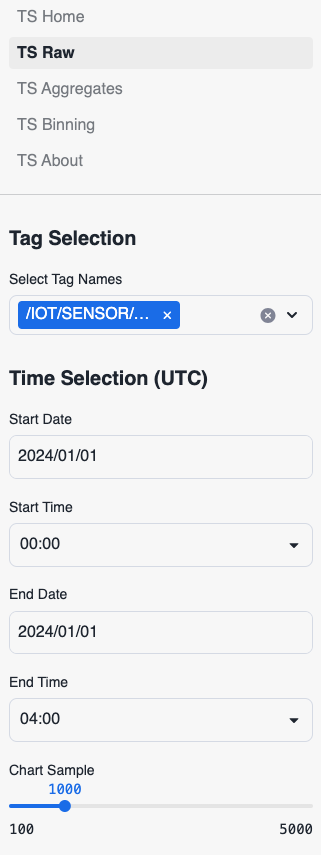 TS Home
TS Raw
TS Aggregates
TS Binning
TS About
Tag Selection
Select Tag Names
/IOT/SENSOR/...
Time Selection (UTC)
Start Date
2024/01/01
Start Time
00:00
End Date
2024/01/01
End Time
04:00
Chart Sample
1000
100 5000